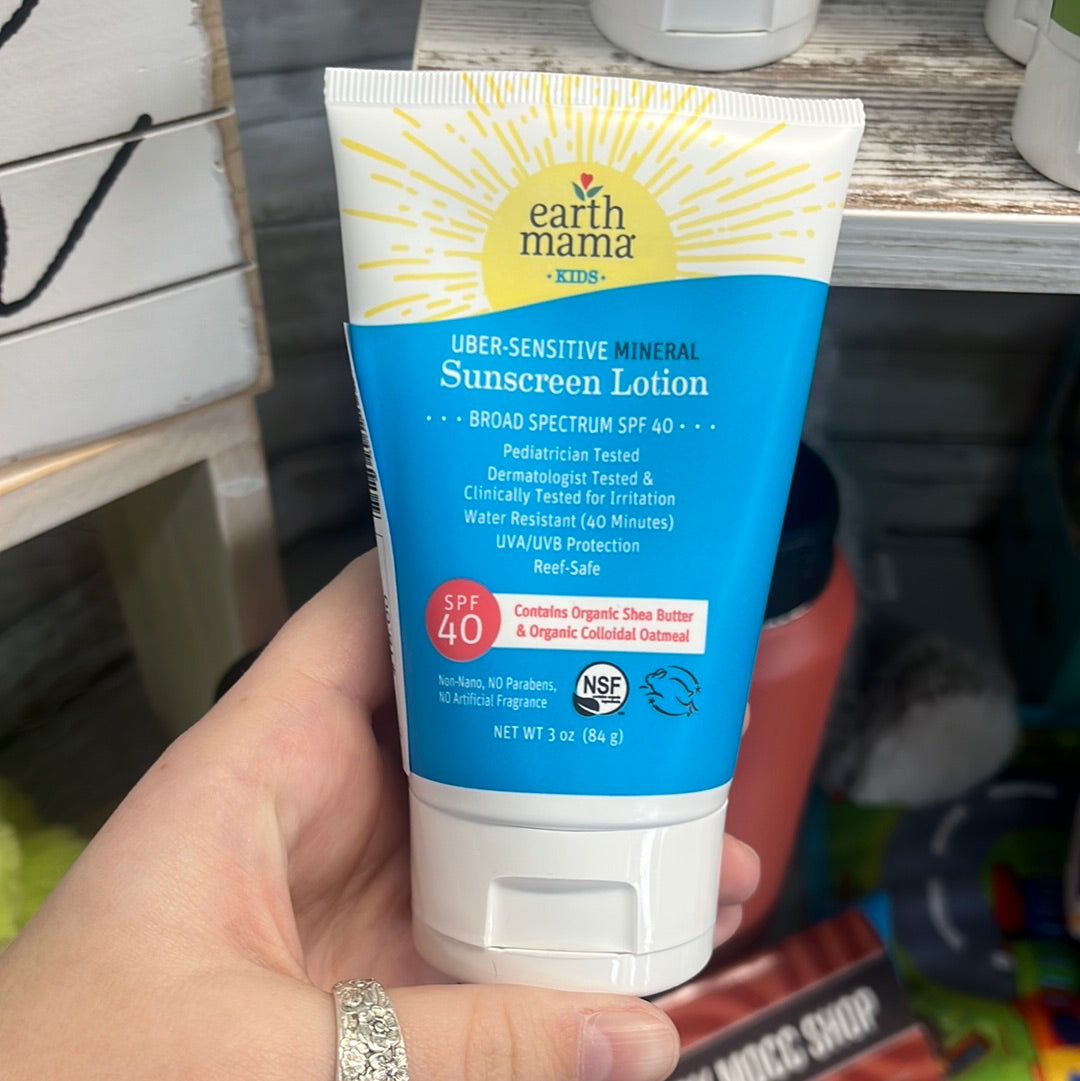 earth
mama
• KIDS •
UBER-SENSITIVE MINERAL
Sunscreen Lotion
• • • BROAD SPECTRUM SPF 40 • • •
Pediatrician Tested
Dermatologist Tested &
Clinically Tested for Irritation
Water Resistant (40 Minutes)
UVA/UVB Protection
Reef-Safe
SPF
40
Contains Organic Shea Butter
& Organic Colloidal Oatmeal
Non-Nano, NO Parabens,
NO Artificial Fragrance
NSF
NET WT 3 oz (84 g)
MOCC SHOP